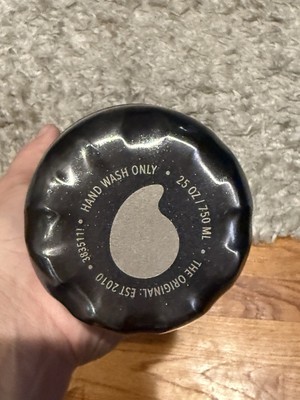 HAND WASH ONLY • 25 OZ / 750 ML • THE ORIGINAL: EST 2010 • 383511! •